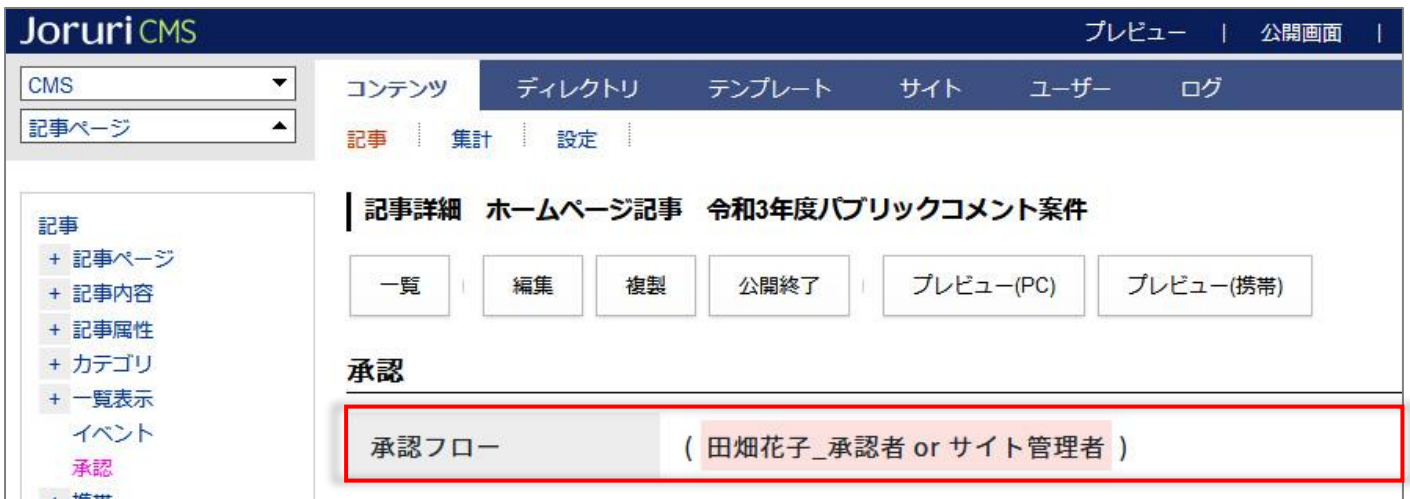 Joruri CMS
プレビュー | 公開画面 |
CMS
記事ページ
コンテンツ ディレクトリ テンプレート サイト ユーザー ログ
記事 集計 設定
記事詳細 ホームページ記事 令和3年度パブリックコメント案件
一覧 編集 複製 公開終了 プレビュー(PC) プレビュー(携帯)
記事
+ 記事ページ
+ 記事内容
+ 記事属性
+ カテゴリ
+ 一覧表示
イベント
承認
承認
承認フロー ( 田畑花子_承認者 or サイト管理者 )